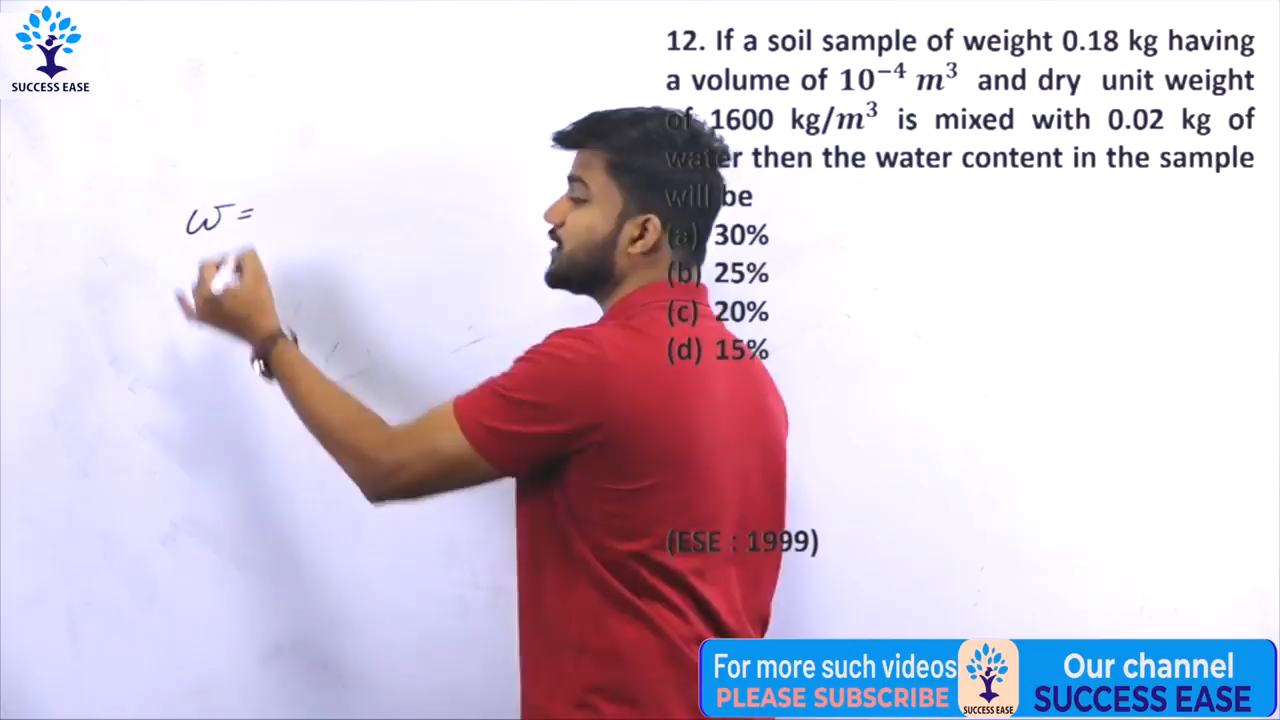 SUCCESS EASE
12. If a soil sample of weight 0.18 kg having
a volume of 10⁻⁴ m³ and dry unit weight
of 1600 kg/m³ is mixed with 0.02 kg of
water then the water content in the sample
will be
(a) 30%
(b) 25%
(c) 20%
(d) 15%
(ESE : 1999)
w =
For more such videos
PLEASE SUBSCRIBE
SUCCESS EASE
Our channel
SUCCESS EASE